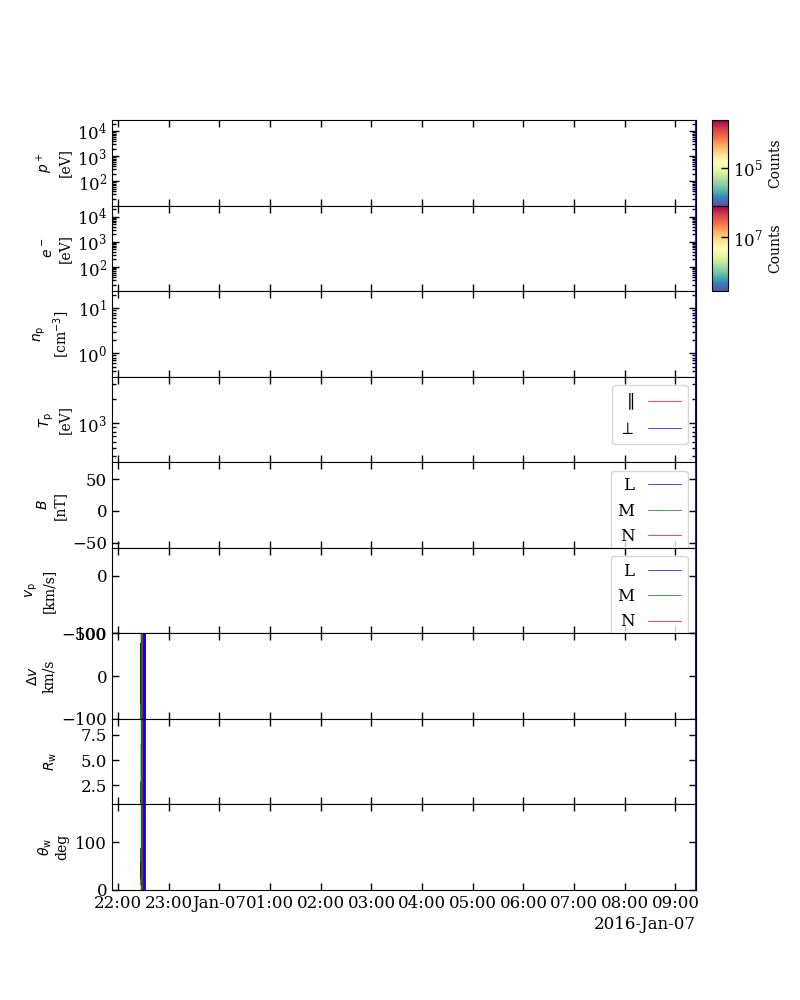 10^4
10^3
10^2
p^+
[eV]
10^5
Counts
10^4
10^3
10^2
e^−
[eV]
10^7
Counts
10^1
10^0
n_p
[cm^−3]
10^3
T_p
[eV]
∥
⊥
50
0
−50
B
[nT]
L
M
N
0
−500
v_p
[km/s]
L
M
N
100
0
−100
Δv
km/s
7.5
5.0
2.5
R_w
100
0
θ_w
deg
22:00 23:00 Jan-07 01:00 02:00 03:00 04:00 05:00 06:00 07:00 08:00 09:00
2016-Jan-07